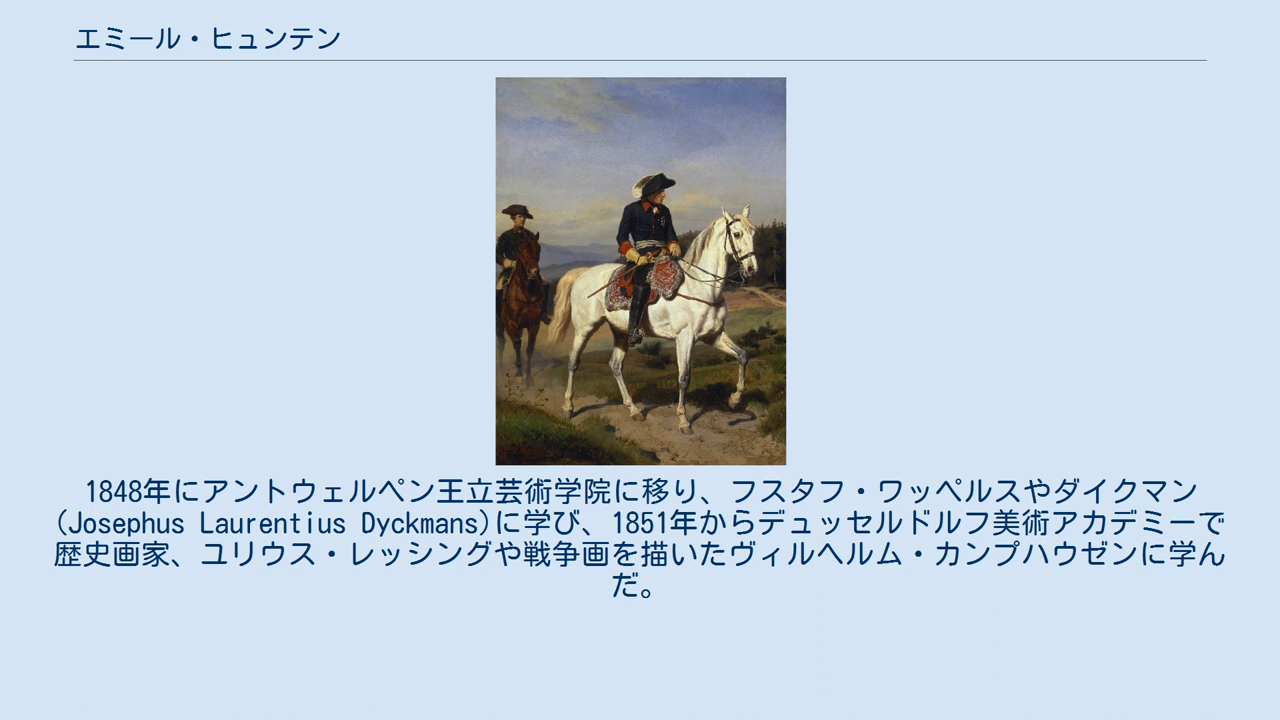 エミール・ヒュンテン
1848年にアントウェルペン王立芸術学院に移り、フスタフ・ワッペルスやダイクマン
(Josephus Laurentius Dyckmans)に学び、1851年からデュッセルドルフ美術アカデミーで
歴史画家、ユリウス・レッシングや戦争画を描いたヴィルヘルム・カンプハウゼンに学ん
だ。